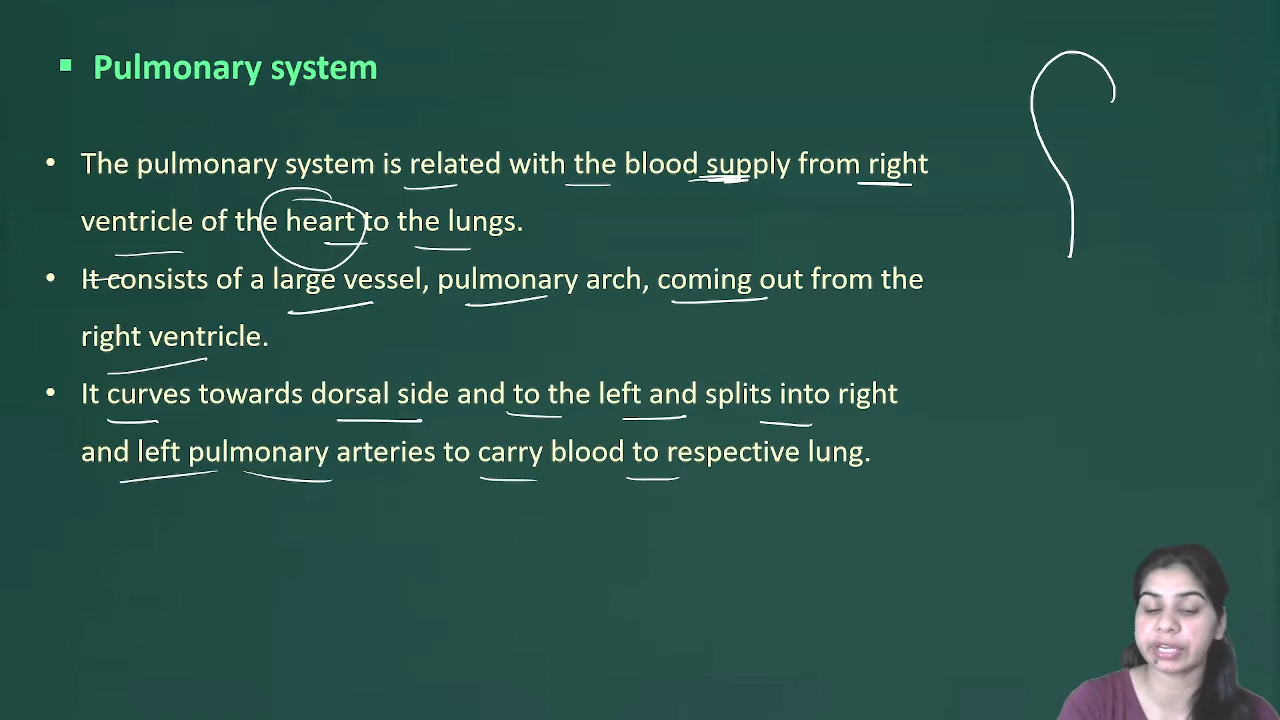 ▪ Pulmonary system
• The pulmonary system is related with the blood supply from right
ventricle of the heart to the lungs.
• It consists of a large vessel, pulmonary arch, coming out from the
right ventricle.
• It curves towards dorsal side and to the left and splits into right
and left pulmonary arteries to carry blood to respective lung.